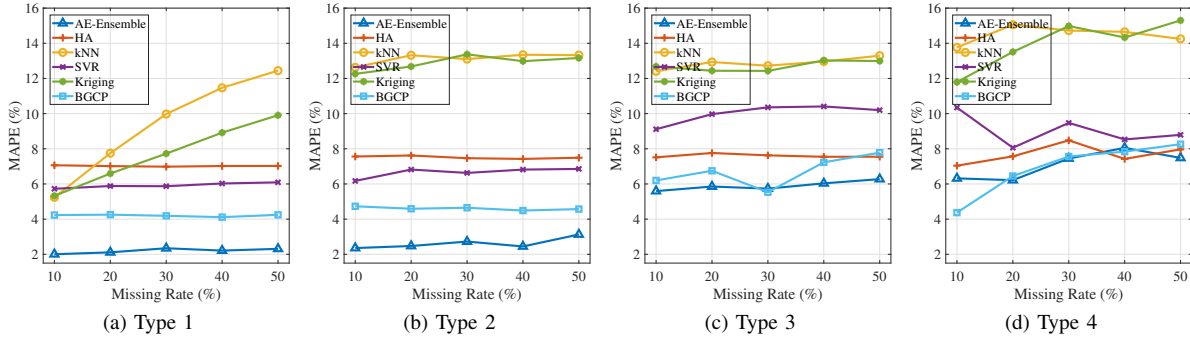 16
14
12
10
8
6
4
2
MAPE (%)
AE-Ensemble
HA
kNN
SVR
Kriging
BGCP
10 20 30 40 50
Missing Rate (%)
(a) Type 1
16
14
12
10
8
6
4
2
MAPE (%)
AE-Ensemble
HA
kNN
SVR
Kriging
BGCP
10 20 30 40 50
Missing Rate (%)
(b) Type 2
16
14
12
10
8
6
4
2
MAPE (%)
AE-Ensemble
HA
kNN
SVR
Kriging
BGCP
10 20 30 40 50
Missing Rate (%)
(c) Type 3
16
14
12
10
8
6
4
2
MAPE (%)
AE-Ensemble
HA
kNN
SVR
Kriging
BGCP
10 20 30 40 50
Missing Rate (%)
(d) Type 4